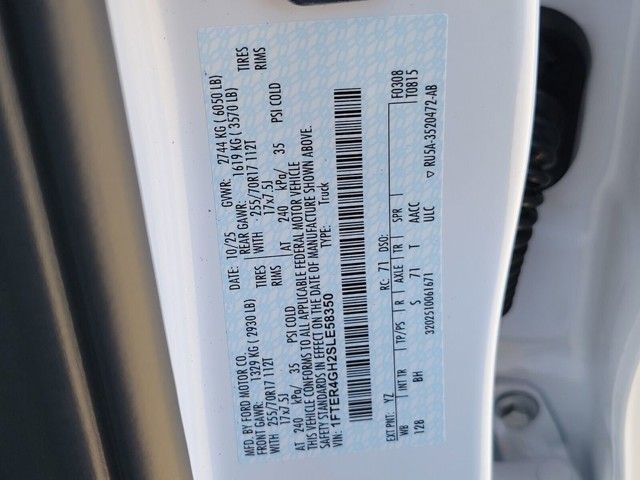 MFD. BY FORD MOTOR CO.
DATE: 10/25 GVWR: 2744 KG ( 6050 LB)
FRONT GAWR: 1329 KG ( 2930 LB) REAR GAWR: 1619 KG ( 3570 LB)
WITH 255/70R17 112T TIRES WITH 255/70R17 112T TIRES
17x7.5J RIMS 17x7.5J RIMS
AT 240 kPa/ 35 PSI COLD AT 240 kPa/ 35 PSI COLD
THIS VEHICLE CONFORMS TO ALL APPLICABLE FEDERAL MOTOR VEHICLE
SAFETY STANDARDS IN EFFECT ON THE DATE OF MANUFACTURE SHOWN ABOVE.
VIN: 1FTER4GH2SLE58350 TYPE: Truck
F0308
T0815
EXT PNT: YZ RC: 71 DSO:
WB INT TR TP/PS R AXLE TR SPR
128 BH S 71 T AACC
3202510061671 ULC ▽ RU5A-3520472-AB